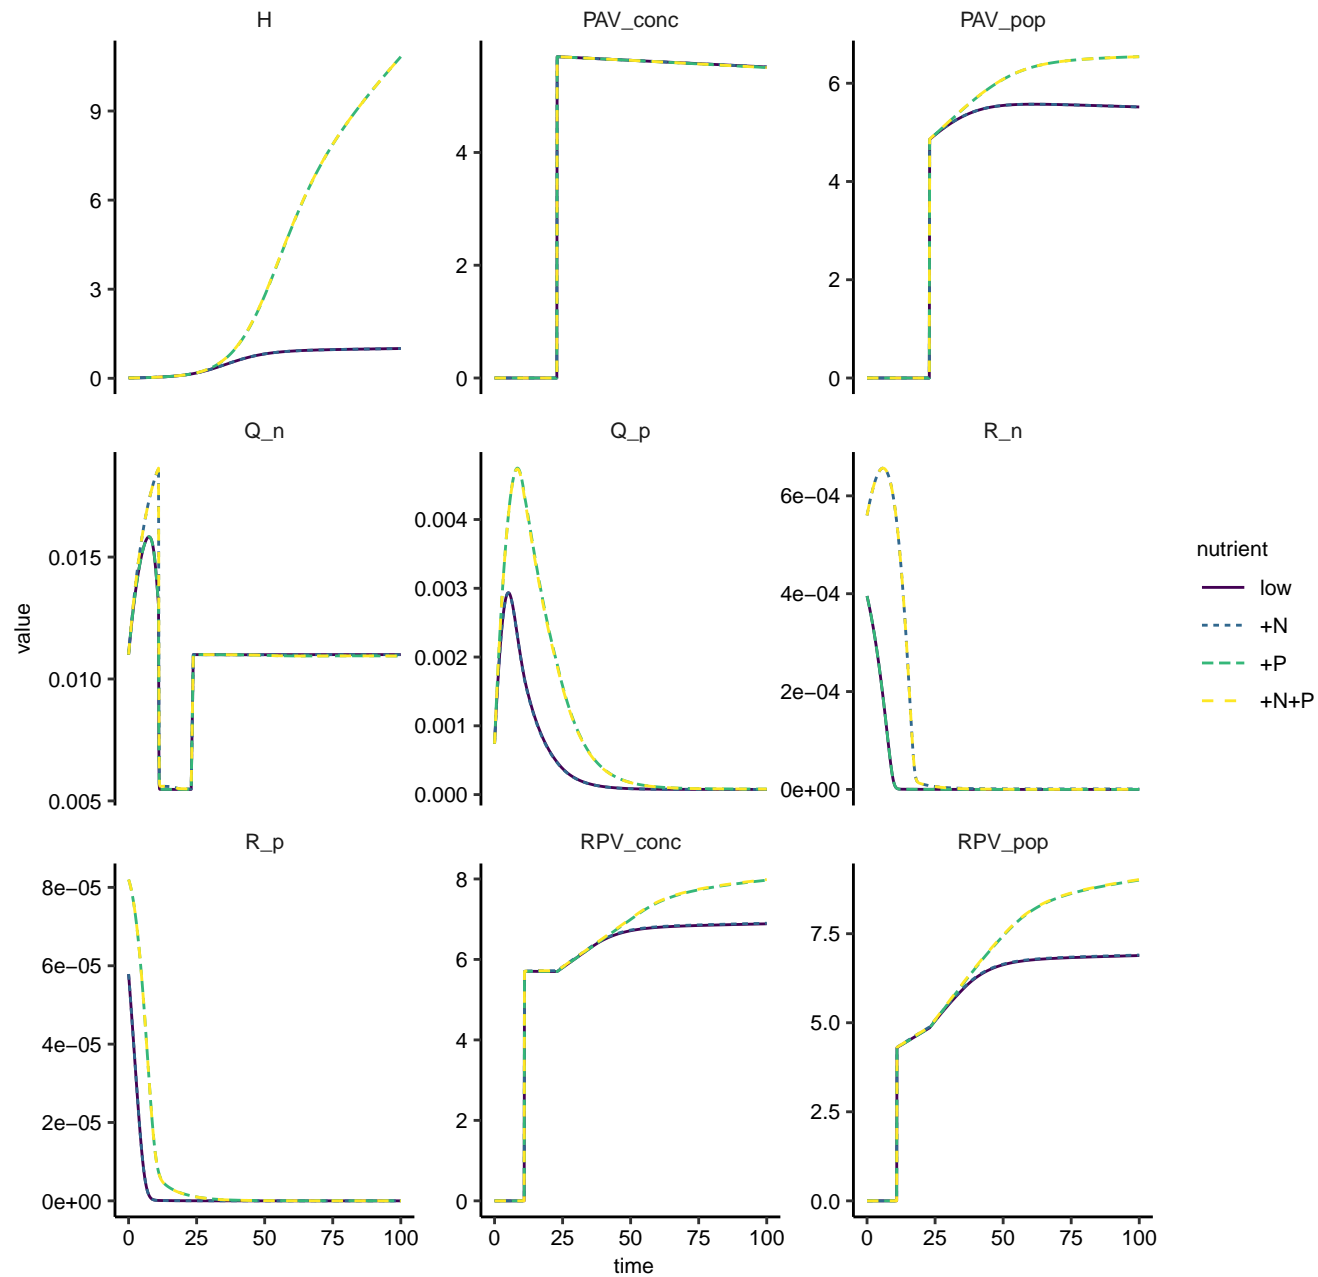 H
PAV_conc
PAV_pop
9
6
3
0
4
2
0
6
4
2
0
Q_n
Q_p
R_n
0.015
0.010
0.005
0.004
0.003
0.002
0.001
0.000
6e−04
4e−04
2e−04
0e+00
R_p
RPV_conc
RPV_pop
8e−05
6e−05
4e−05
2e−05
0e+00
8
6
4
2
0
7.5
5.0
2.5
0.0
0 25 50 75 100
0 25 50 75 100
0 25 50 75 100
time
value
nutrient
low
+N
+P
+N+P